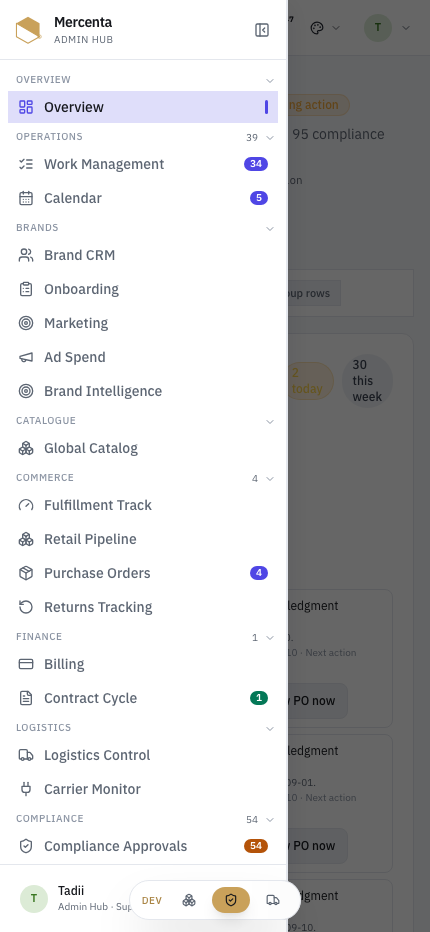 Mercenta
ADMIN HUB
T
OVERVIEW
Overview
OPERATIONS 39
Work Management 34
Calendar 5
BRANDS
Brand CRM
Onboarding
Marketing
Ad Spend
Brand Intelligence
CATALOGUE
Global Catalog
COMMERCE 4
Fulfillment Track
Retail Pipeline
Purchase Orders 4
Returns Tracking
FINANCE 1
Billing
Contract Cycle 1
LOGISTICS
Logistics Control
Carrier Monitor
COMPLIANCE 54
Compliance Approvals 54
T
Tadii
Admin Hub · Sup
DEV
ng action
95 compliance
on
oup rows
2
today
30
this
week
ledgment
0.
10 · Next action
PO now
ledgment
09-01.
10 · Next action
PO now
dgment
09-10.